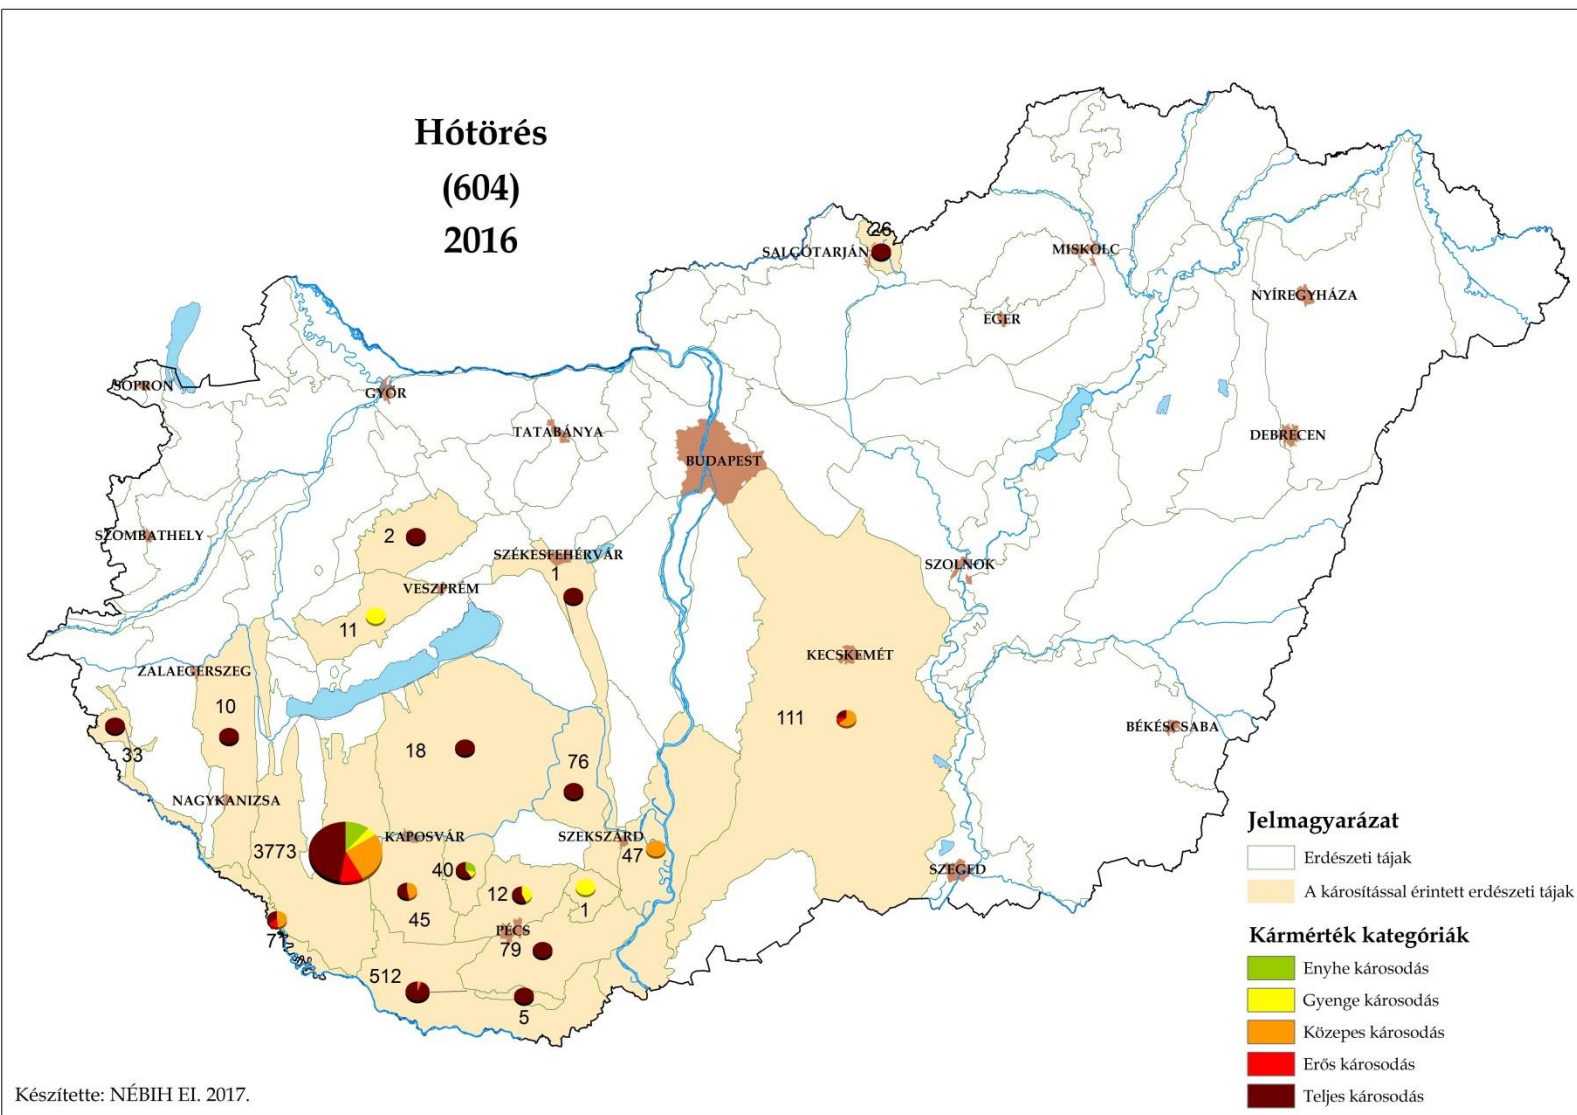 Hótörés
(604)
2016
26
SALGÓTARJÁN
MISKOLC
NYÍREGYHÁZA
EGER
SOPRON
GYŐR
TATABÁNYA
DEBRECEN
BUDAPEST
SZOMBATHELY
2
SZÉKESFEHÉRVÁR
1
SZOLNOK
VESZPRÉM
11
KECSKEMÉT
ZALAEGERSZEG
10
111
BÉKÉSCSABA
33
18
76
NAGYKANIZSA
KAPOSVÁR
SZEKSZÁRD
3773
47
40
SZEGED
12
1
45
PÉCS
71
79
512
5
Jelmagyarázat
Erdészeti tájak
A károsítással érintett erdészeti tájak
Kármérték kategóriák
Enyhe károsodás
Gyenge károsodás
Közepes károsodás
Erős károsodás
Teljes károsodás
Készítette: NÉBIH EI. 2017.